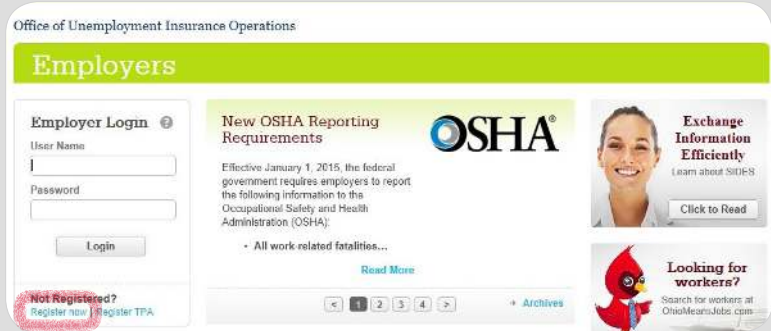 Office of Unemployment Insurance Operations
Employers
Employer Login ?
User Name
Password
Login
Not Registered?
Register now | Register TPA
New OSHA Reporting
Requirements
Effective January 1, 2015, the federal
government requires employers to report
the following information to the
Occupational Safety and Health
Administration (OSHA):
• All work-related fatalities...
Read More
< 1 2 3 4 >
Archives
OSHA®
Exchange
Information
Efficiently
Learn about SIDES
Click to Read
Looking for
workers?
Search for workers at
OhioMeansJobs.com